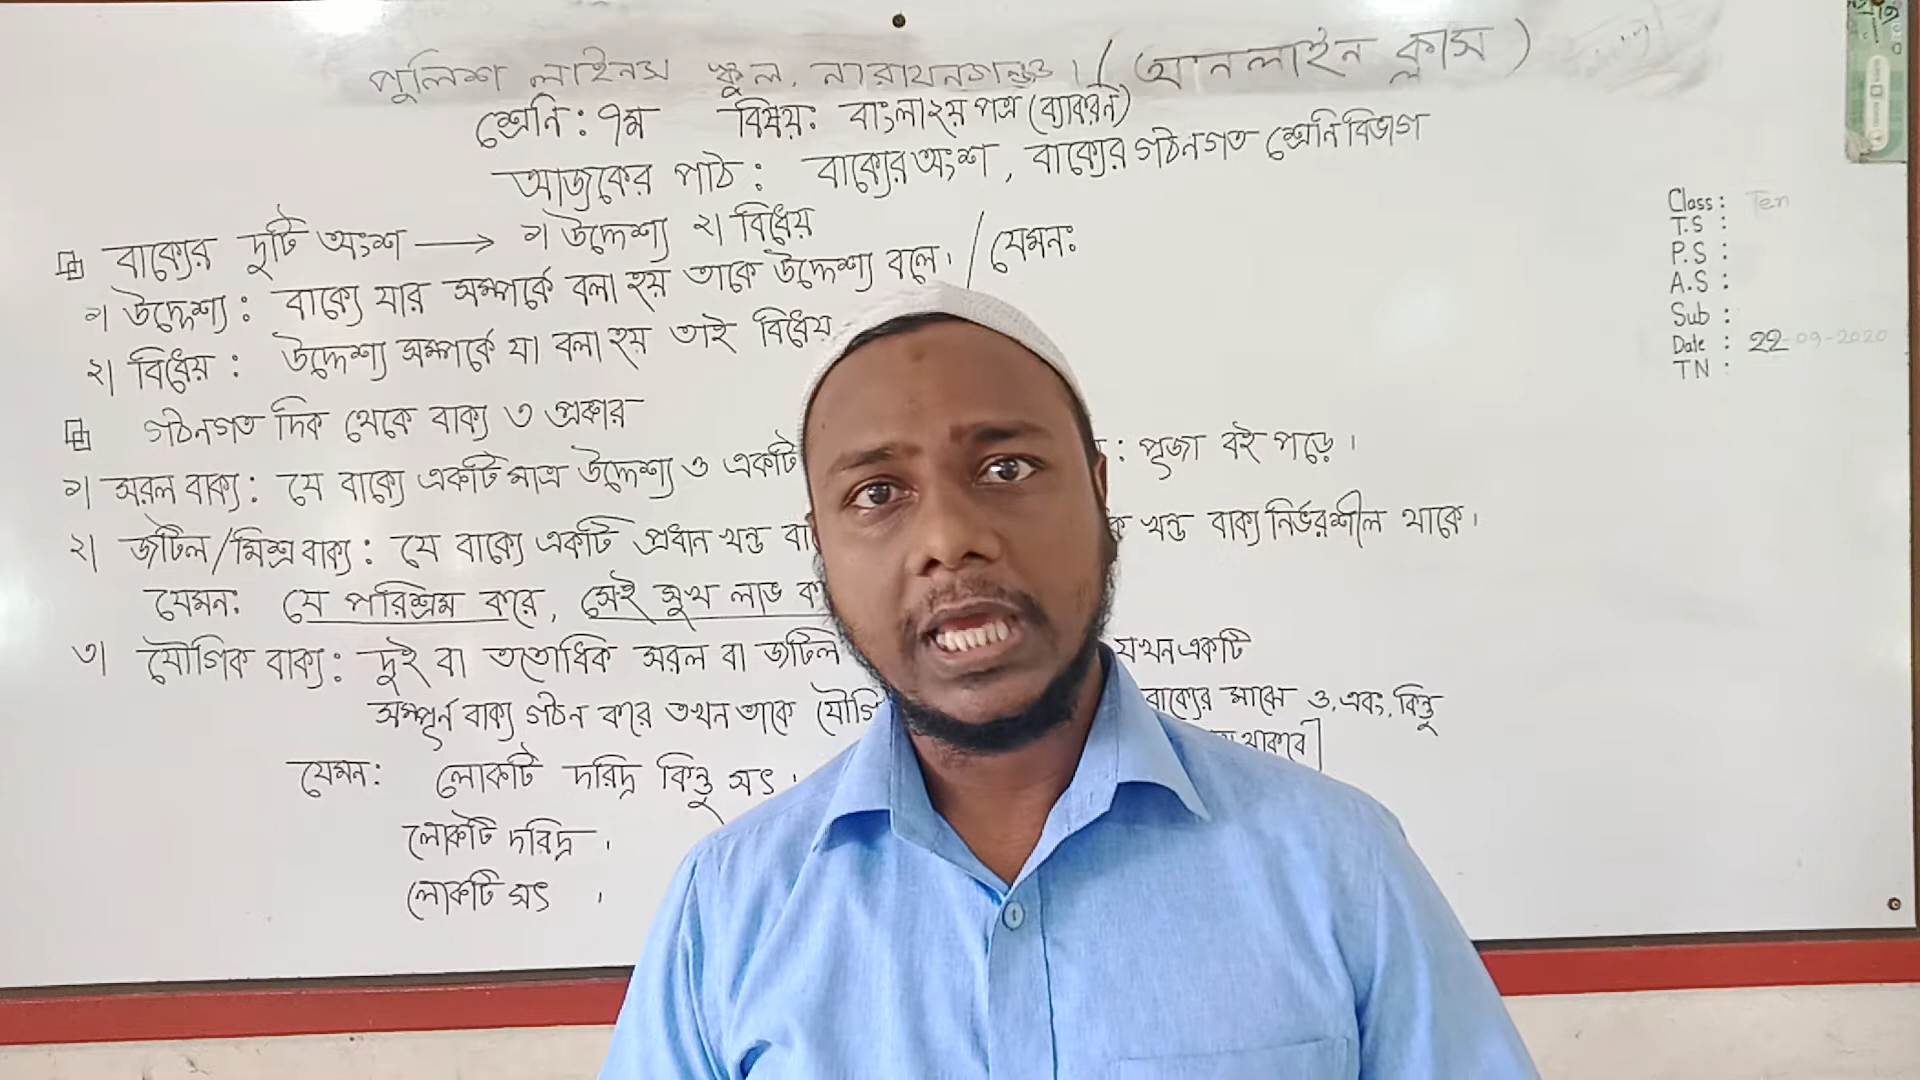 পুলিশ লাইনস স্কুল, নারায়নগঞ্জ। (অনলাইন ক্লাস)
শ্রেনি: ৭ম বিষয়: বাংলা ২য় পত্র (ব্যাকরন)
আজকের পাঠ: বাক্যের অংশ, বাক্যের গঠনগত শ্রেনি বিভাগ
বাক্যের দুটি অংশ → ১। উদ্দেশ্য ২। বিধেয়
১। উদ্দেশ্য: বাক্যে যার সম্পর্কে বলা হয় তাকে উদ্দেশ্য বলে। / যেমন:
২। বিধেয়: উদ্দেশ্য সম্পর্কে যা বলা হয় তাই বিধেয়
গঠনগত দিক থেকে বাক্য ৩ প্রকার
১। সরল বাক্য: যে বাক্যে একটি মাত্র উদ্দেশ্য ও একটি : পূজা বই পড়ে।
২। জটিল/মিশ্র বাক্য: যে বাক্যে একটি প্রধান খন্ড খন্ড বাক্য নির্ভরশীল থাকে।
যেমন: যে পরিশ্রম করে, সেই সুখ লাভ
৩। যৌগিক বাক্য: দুই বা ততোধিক সরল বা জটিল যখন একটি
সম্পূর্ন বাক্য গঠন করে তখন তাকে বাক্যের মাঝে ও, এবং, কিন্তু
থাকবে]
যেমন: লোকটি দরিদ্র কিন্তু সৎ।
লোকটি দরিদ্র।
লোকটি সৎ।
Class: Ten
T.S :
P.S :
A.S :
Sub :
Date : 22-09-2020
TN :